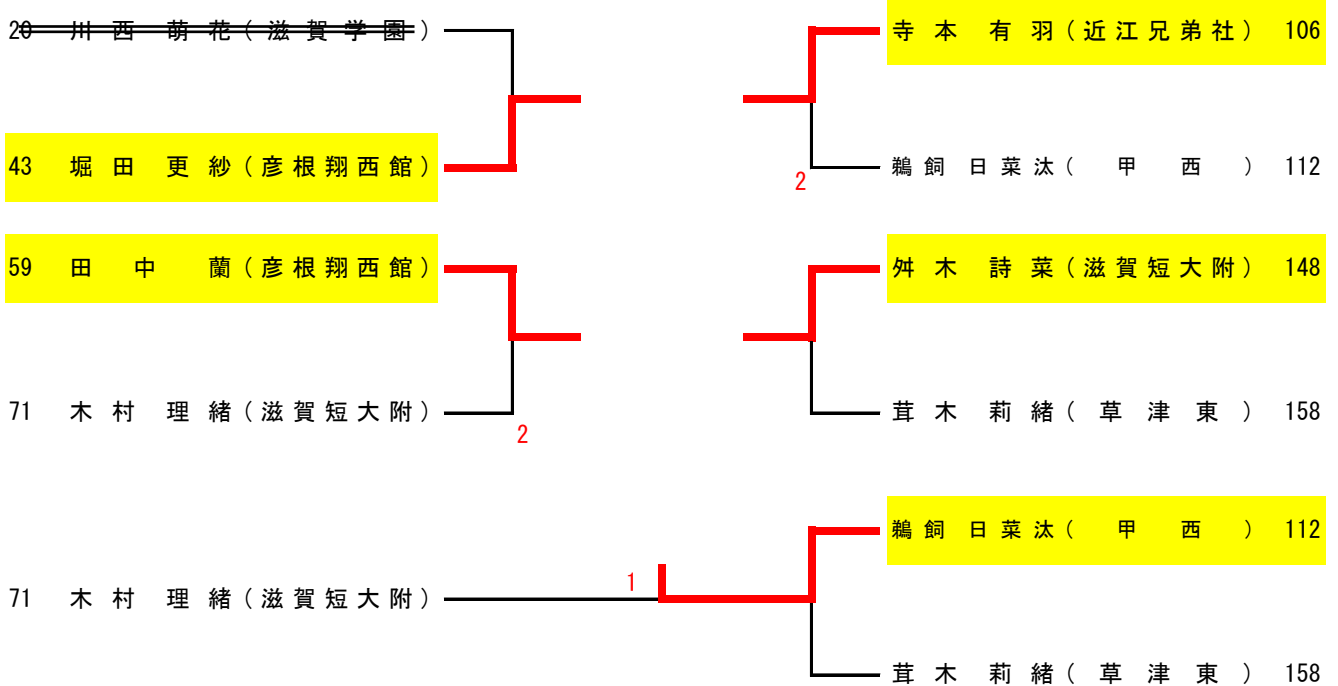 20 川西 萌花(滋賀学園)
寺本 有羽(近江兄弟社) 106
43 堀田 更紗(彦根翔西館)
鵜飼 日菜汰( 甲 西 ) 112
2
59 田中 蘭(彦根翔西館)
舛木 詩菜(滋賀短大附) 148
71 木村 理緒(滋賀短大附)
茸木 莉緒( 草 津 東 ) 158
2
鵜飼 日菜汰( 甲 西 ) 112
71 木村 理緒(滋賀短大附)
1
茸木 莉緒( 草 津 東 ) 158